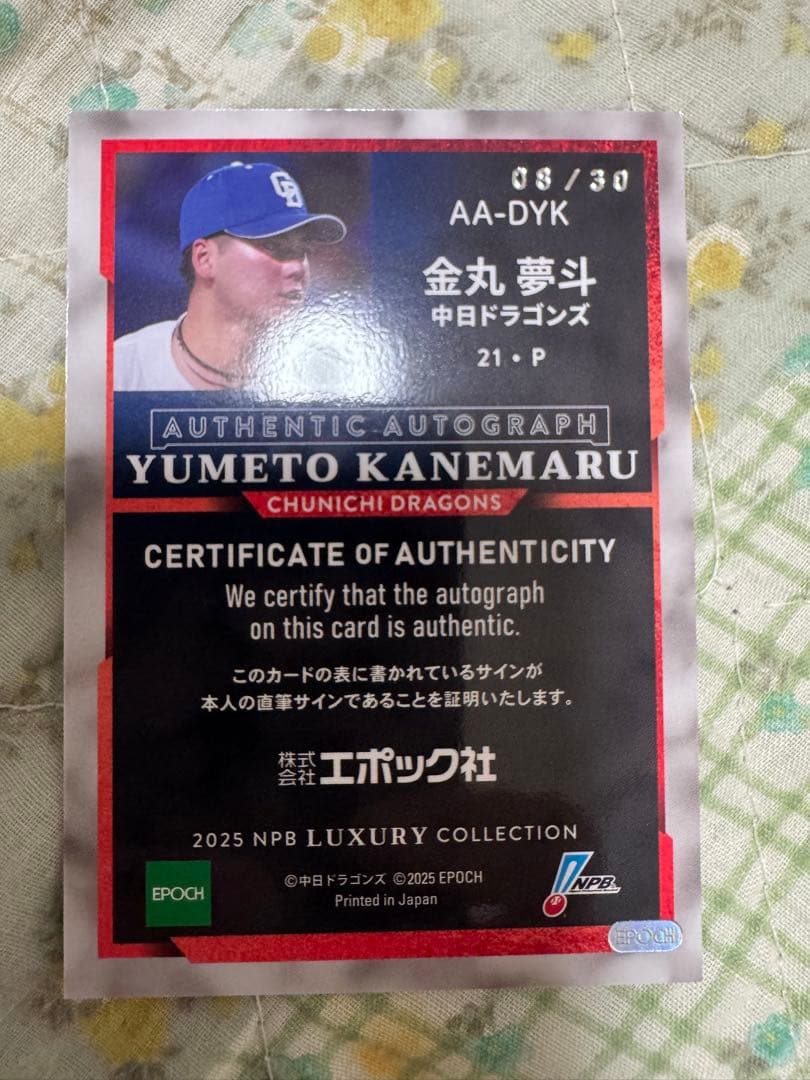 08/30
AA-DYK
金丸 夢斗
中日ドラゴンズ
21・P
AUTHENTIC AUTOGRAPH
YUMETO KANEMARU
CHUNICHI DRAGONS
CERTIFICATE OF AUTHENTICITY
We certify that the autograph
on this card is authentic.
このカードの表に書かれているサインが
本人の直筆サインであることを証明いたします。
株式会社エポック社
2025 NPB LUXURY COLLECTION
EPOCH
©中日ドラゴンズ ©2025 EPOCH
Printed in Japan
NPB
EPOCH